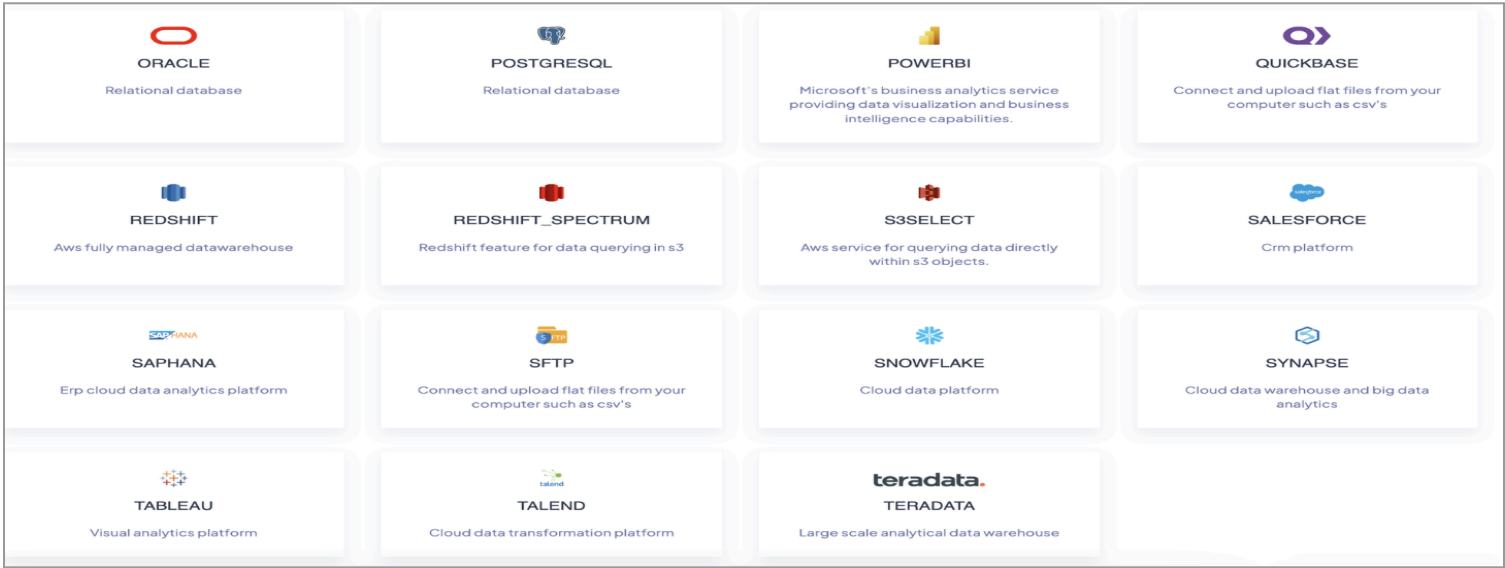 ORACLE
Relational database
POSTGRESQL
Relational database
POWERBI
Microsoft's business analytics service
providing data visualization and business
intelligence capabilities.
QUICKBASE
Connect and upload flat files from your
computer such as csv's
REDSHIFT
Aws fully managed datawarehouse
REDSHIFT_SPECTRUM
Redshift feature for data querying in s3
S3SELECT
Aws service for querying data directly
within s3 objects.
salesforce
SALESFORCE
Crm platform
SAP HANA
SAPHANA
Erp cloud data analytics platform
S FTP
SFTP
Connect and upload flat files from your
computer such as csv's
SNOWFLAKE
Cloud data platform
SYNAPSE
Cloud data warehouse and big data
analytics
TABLEAU
Visual analytics platform
talend
TALEND
Cloud data transformation platform
teradata.
TERADATA
Large scale analytical data warehouse